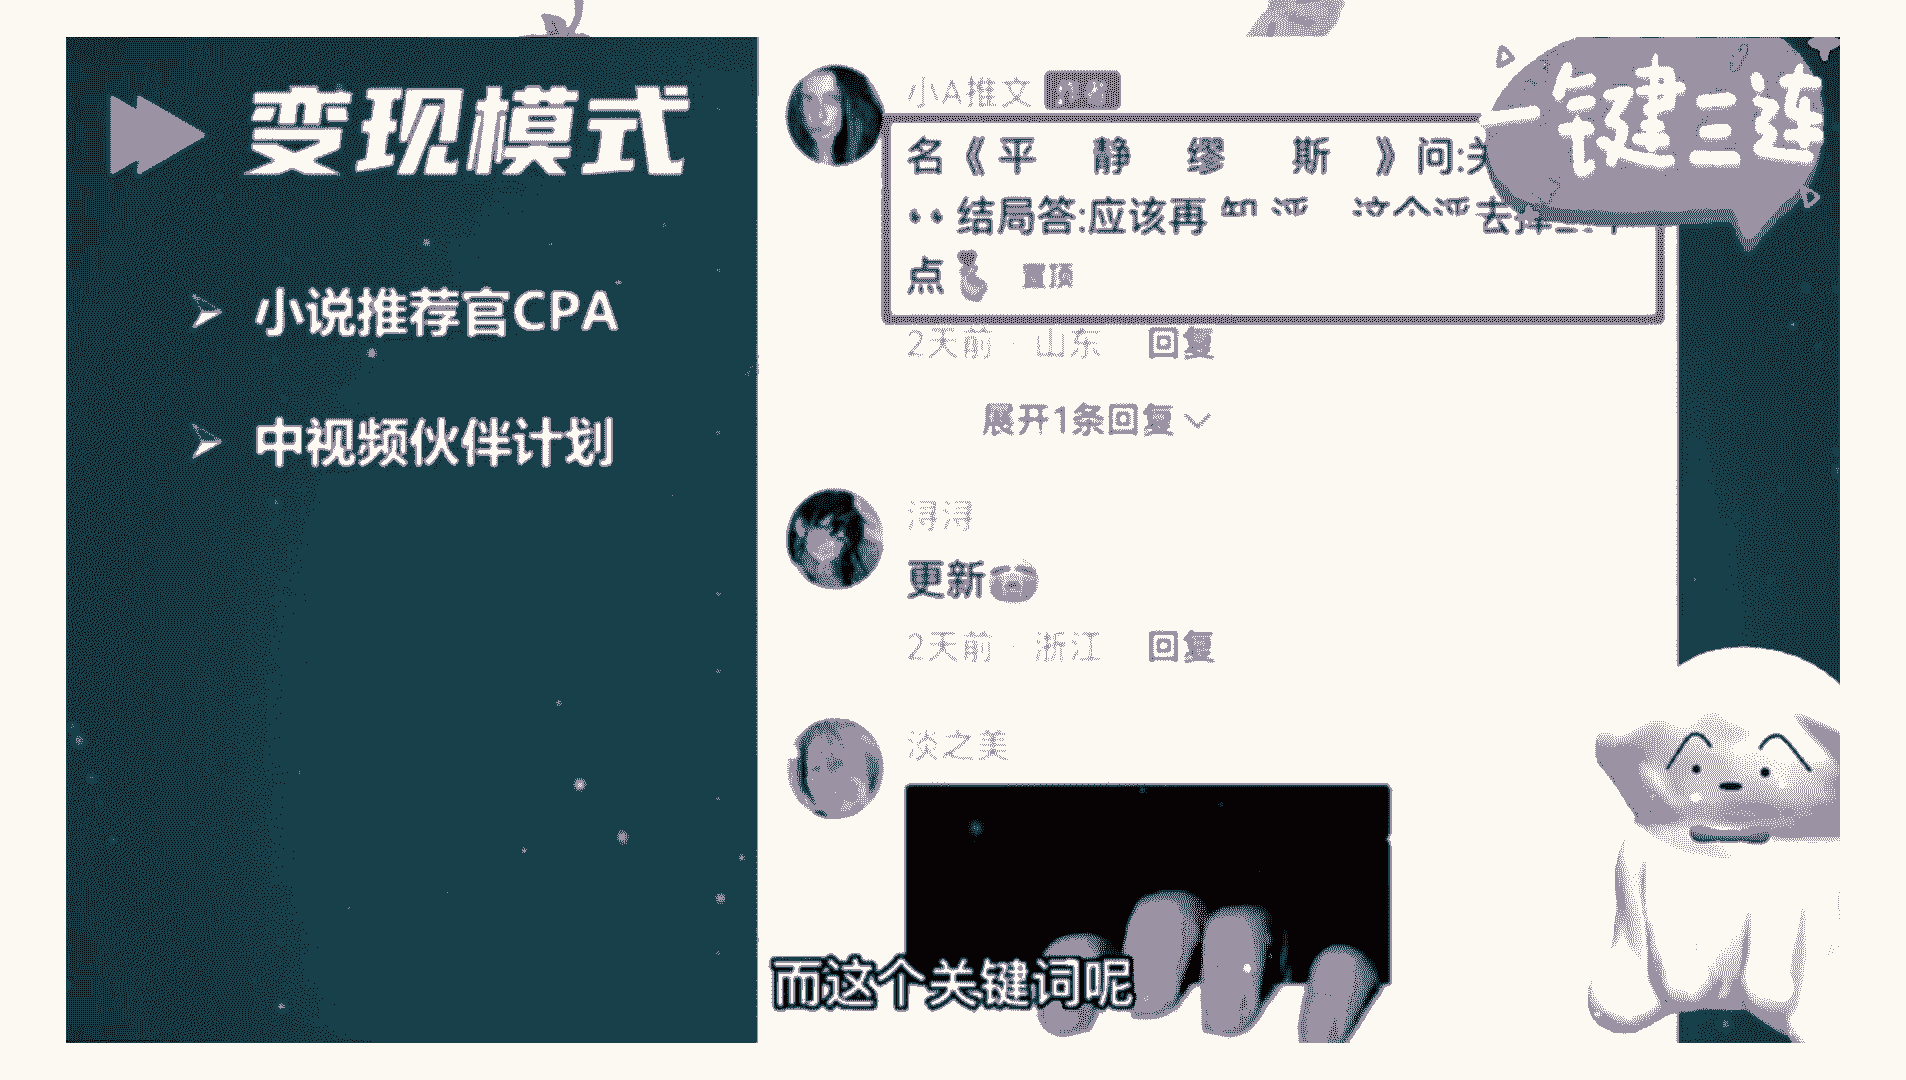 变现模式
小说推荐官CPA
中视频伙伴计划
小A推文
名《平 静 缪 斯 》问:关
结局答:应该再
点 置顶
2天前 · 山东 回复
展开1条回复
浔浔
更新
2天前 · 浙江 回复
淡之美
而这个关键词呢
一键三连